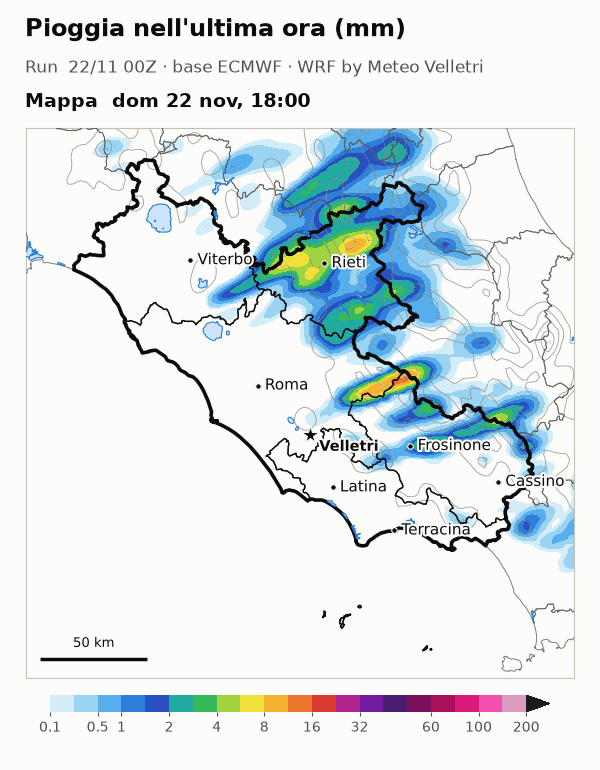 Pioggia nell'ultima ora (mm)
Run  22/11 00Z · base ECMWF · WRF by Meteo Velletri
Mappa  dom 22 nov, 18:00
Viterbo
Rieti
Roma
Velletri
Frosinone
Latina
Cassino
Terracina
50 km
0.1 0.5 1 2 4 8 16 32 60 100 200